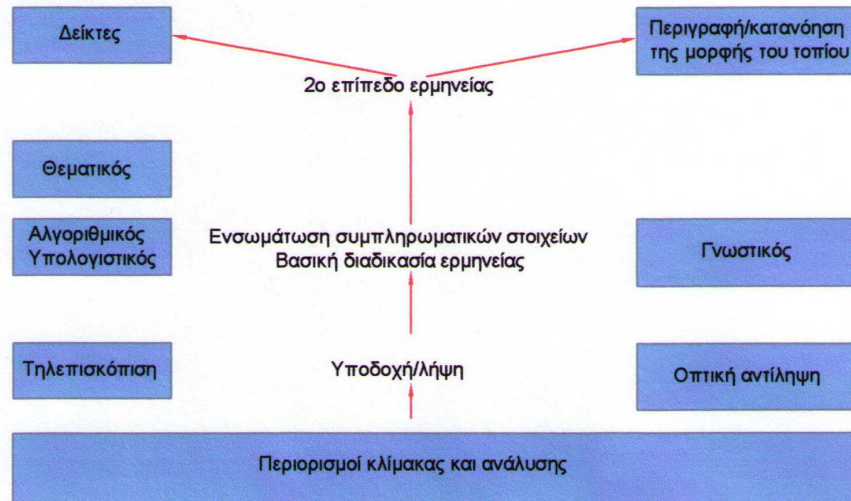 Δείκτες
Περιγραφή/κατανόηση
της μορφής του τοπίου
2ο επίπεδο ερμηνείας
Θεματικός
Αλγοριθμικός
Υπολογιστικός
Ενσωμάτωση συμπληρωματικών στοιχείων
Βασική διαδικασία ερμηνείας
Γνωστικός
Τηλεπισκόπιση
Υποδοχή/λήψη
Οπτική αντίληψη
Περιορισμοί κλίμακας και ανάλυσης